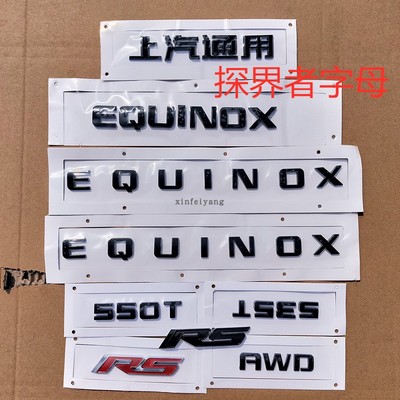 上汽通用
探界者字母
EQUINOX
EQUINOX
xinfeiyang
EQUINOX
550T
535T
RS
RS
AWD